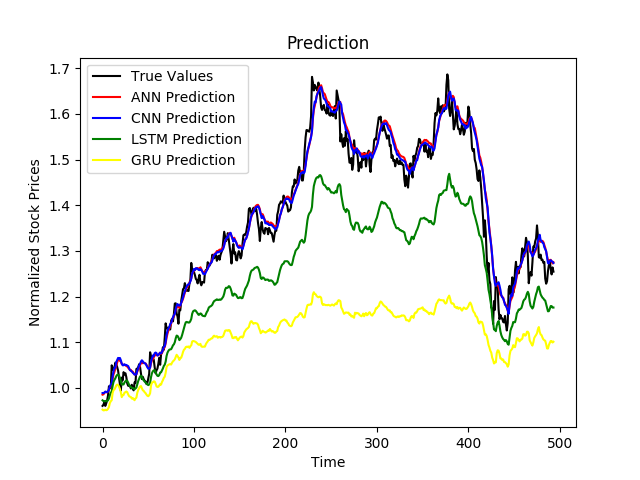 Prediction
True Values
ANN Prediction
CNN Prediction
LSTM Prediction
GRU Prediction
Normalized Stock Prices
1.7
1.6
1.5
1.4
1.3
1.2
1.1
1.0
0
100
200
300
400
500
Time